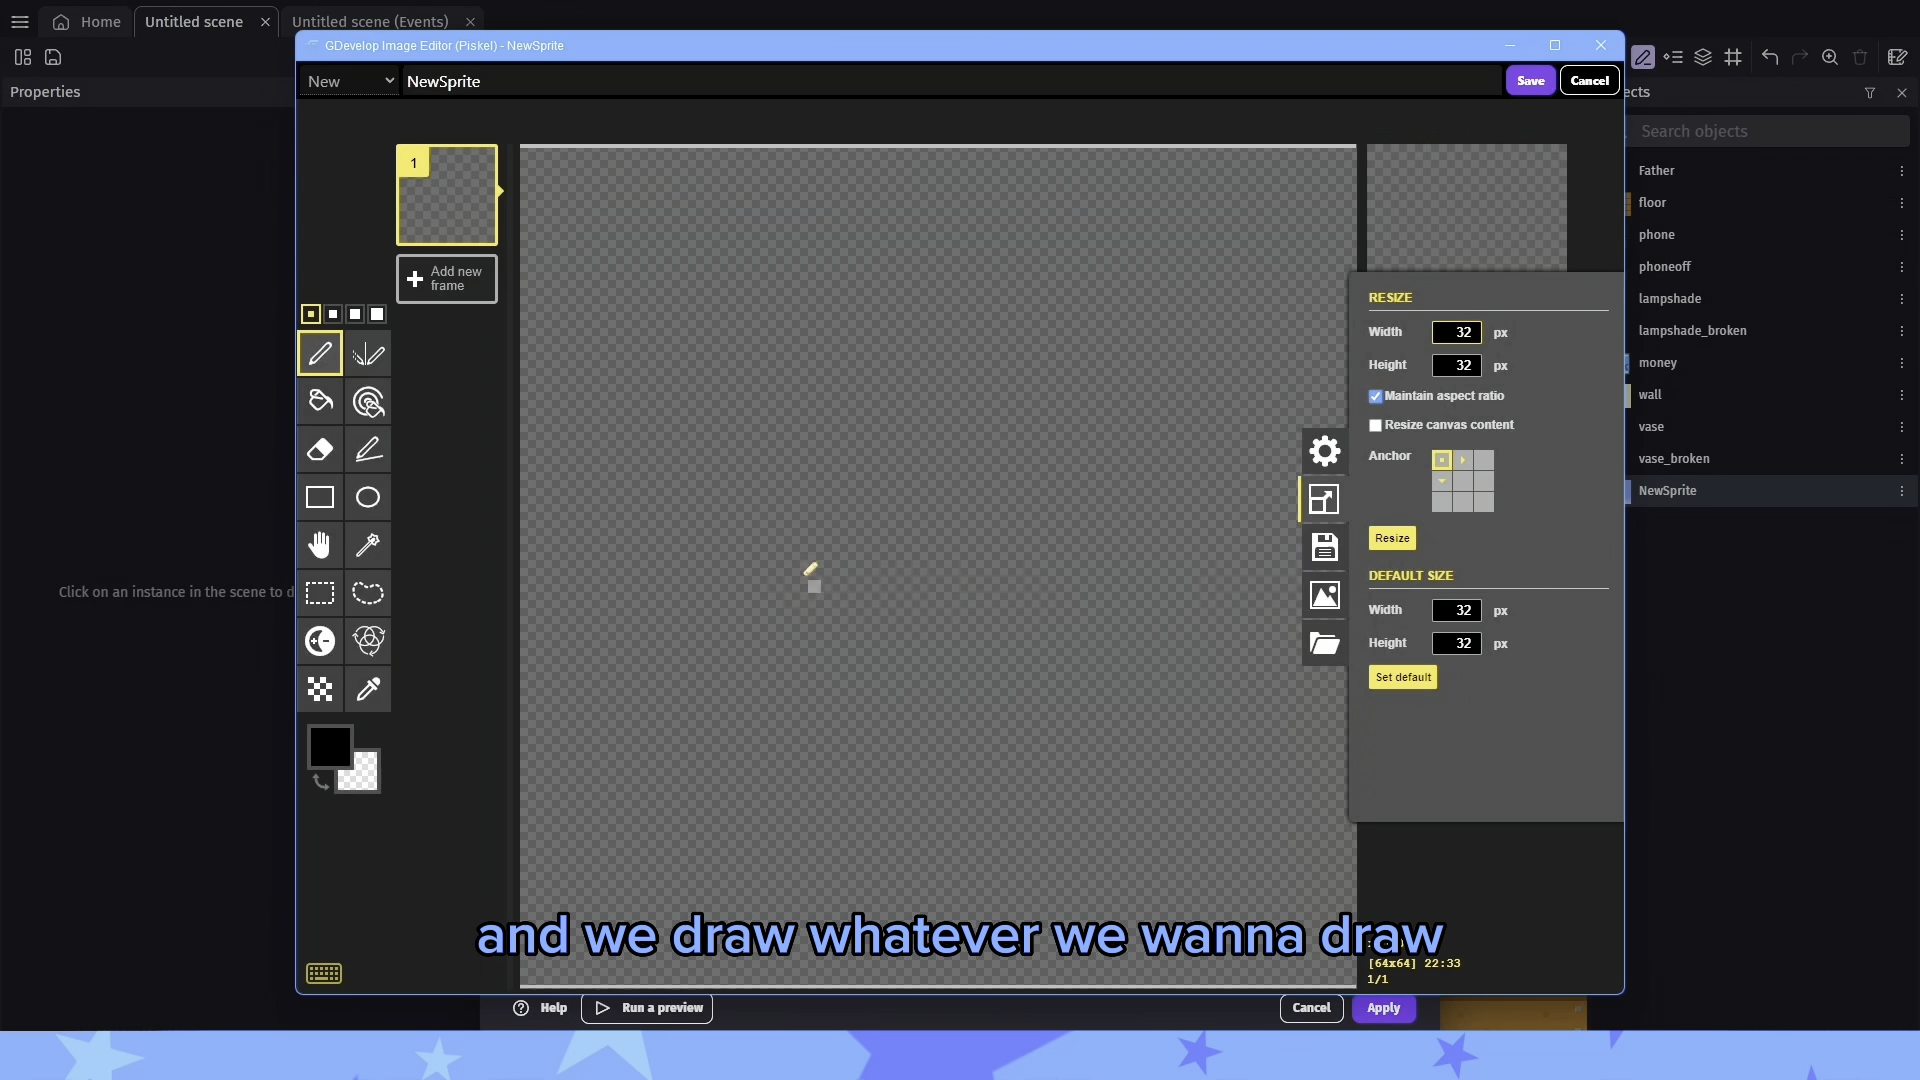 Home
Untitled scene
Untitled scene (Events)
GDevelop Image Editor (Piskel) - NewSprite
Properties
New
NewSprite
Save
Cancel
ects
Search objects
1
Add new
frame
Father
floor
phone
phoneoff
lampshade
lampshade_broken
money
wall
vase
vase_broken
NewSprite
RESIZE
Width 32 px
Height 32 px
Maintain aspect ratio
Resize canvas content
Anchor
Resize
DEFAULT SIZE
Width 32 px
Height 32 px
Set default
Click on an instance in the scene to d
and we draw whatever we wanna draw
[64x64] 22:33
1/1
Help
Run a preview
Cancel
Apply